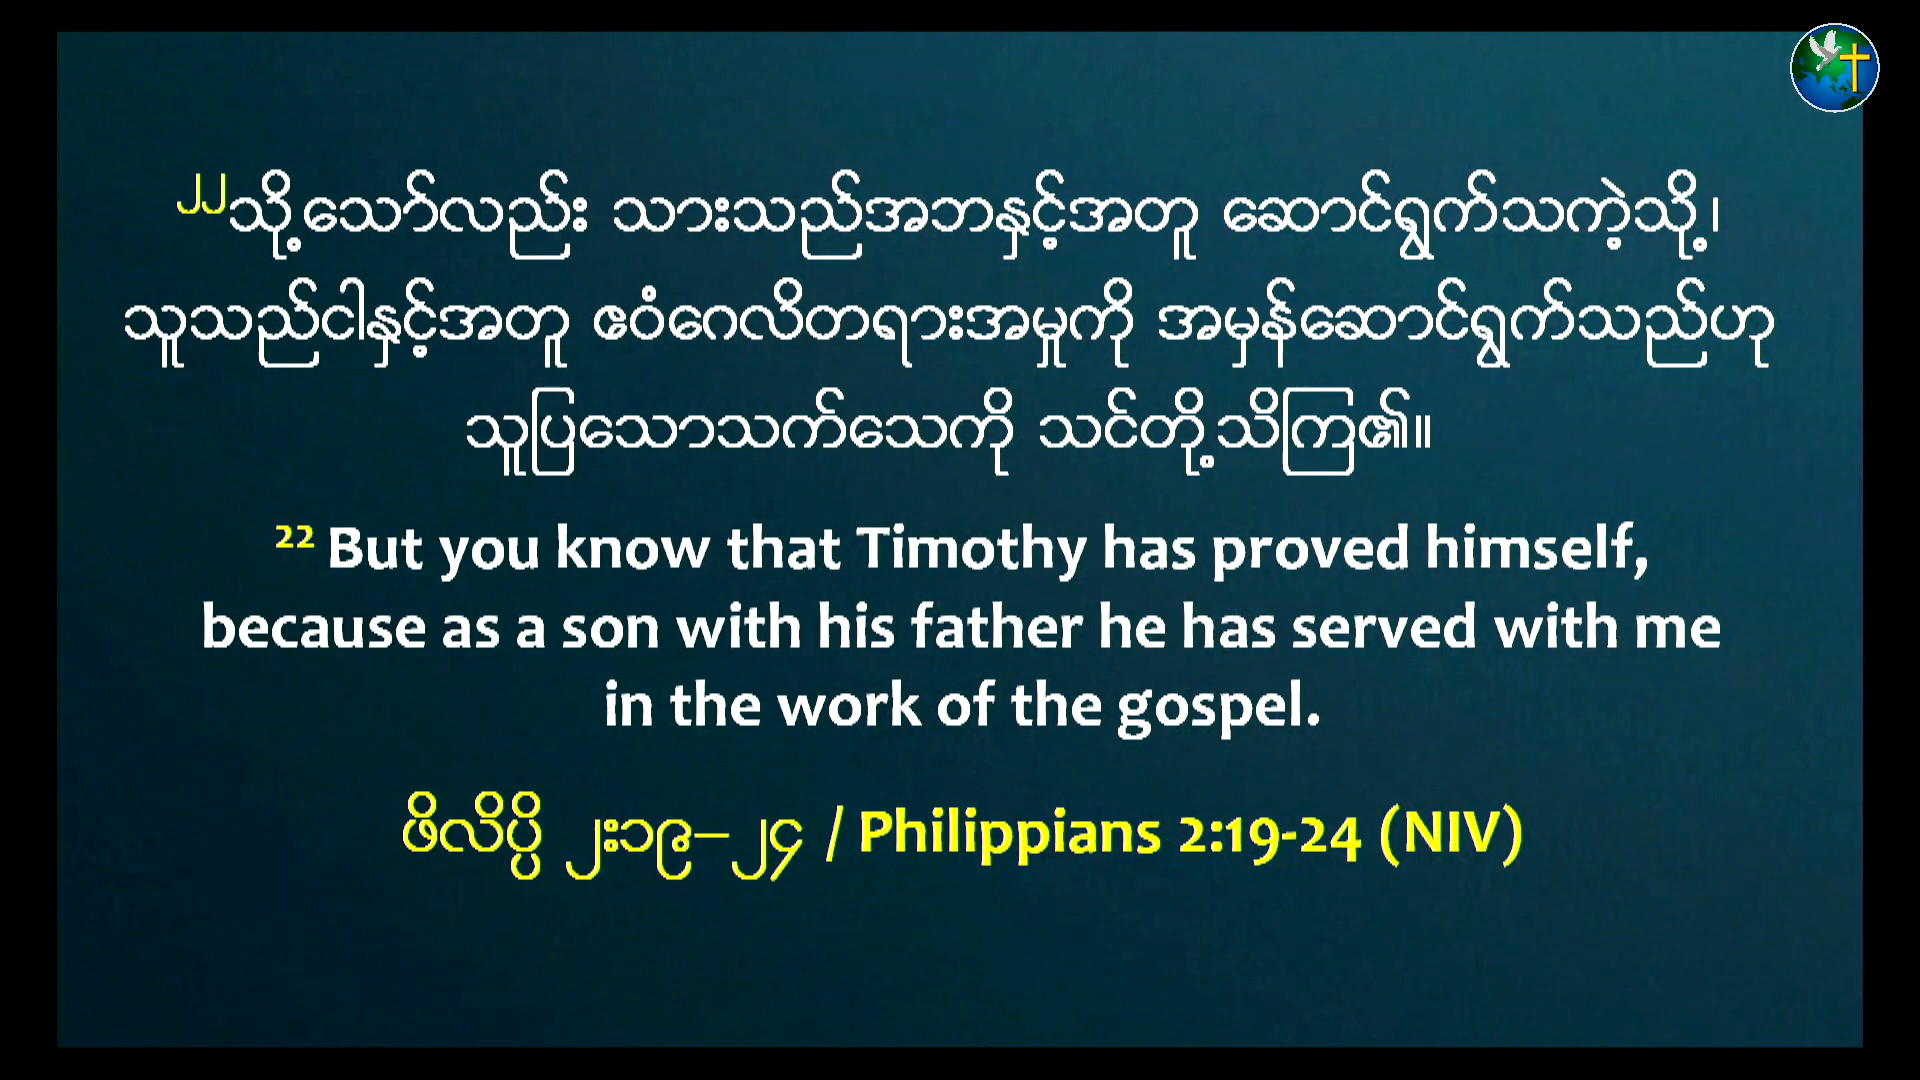 ၂၂သို့သော်လည်း သားသည်အဘနှင့်အတူ ဆောင်ရွက်သကဲ့သို့၊
သူသည်ငါနှင့်အတူ ဧဝံဂေလိတရားအမှုကို အမှန်ဆောင်ရွက်သည်ဟု
သူပြသောသက်သေကို သင်တို့သိကြ၏။
22 But you know that Timothy has proved himself,
because as a son with his father he has served with me
in the work of the gospel.
ဖိလိပ္ပိ ၂း၁၉–၂၄ / Philippians 2:19-24 (NIV)